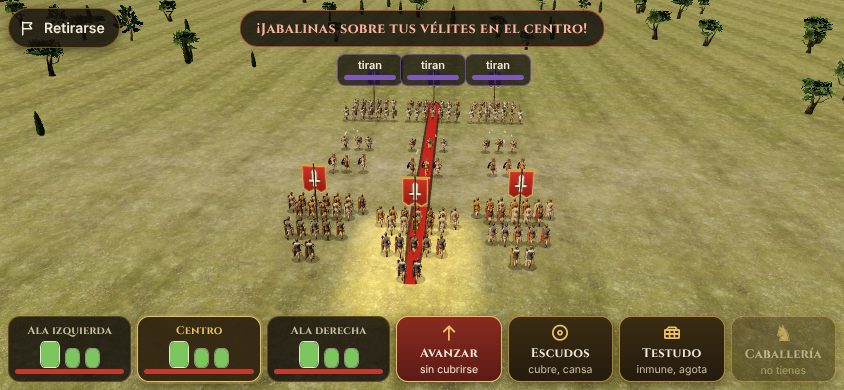 Retirarse
¡Jabalinas sobre tus vélites en el centro!
tiran
tiran
tiran
Ala izquierda
Centro
Ala derecha
Avanzar
sin cubrirse
Escudos
cubre, cansa
Testudo
inmune, agota
Caballería
no tienes